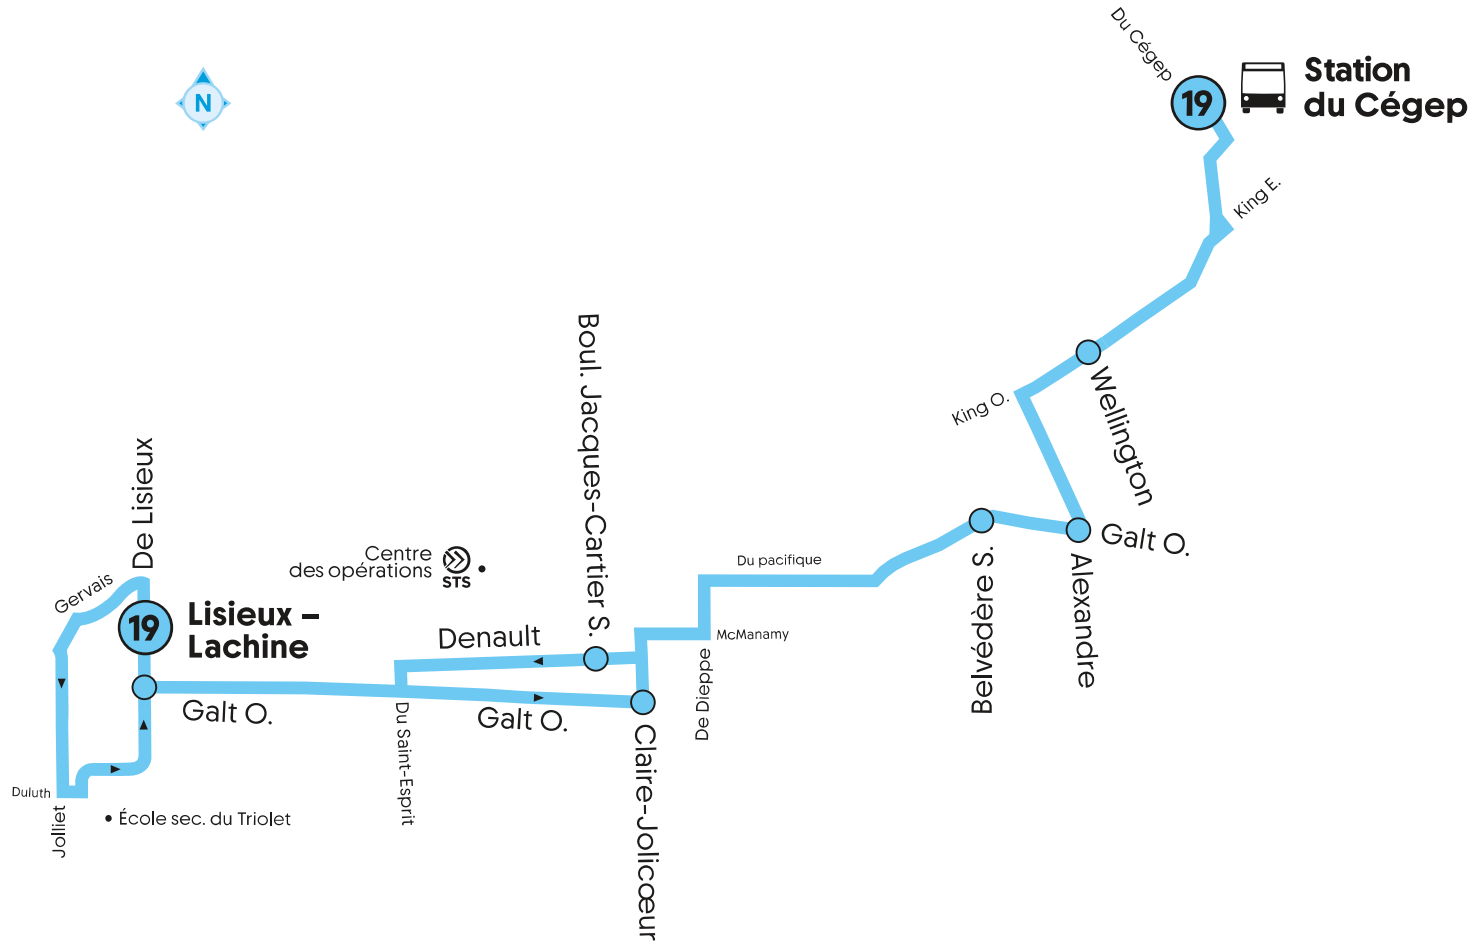 Du Cégep
19
Station
du Cégep
N
King E.
Boul. Jacques-Cartier S.
King O.
Wellington
De Lisieux
Galt O.
Centre
des opérations
STS
Du pacifique
Belvédère S.
Alexandre
Gervais
19
Lisieux –
Lachine
Denault
McManamy
De Dieppe
Galt O.
Galt O.
Du Saint-Esprit
Claire-Jolicœur
Duluth
Jolliet
• École sec. du Triolet